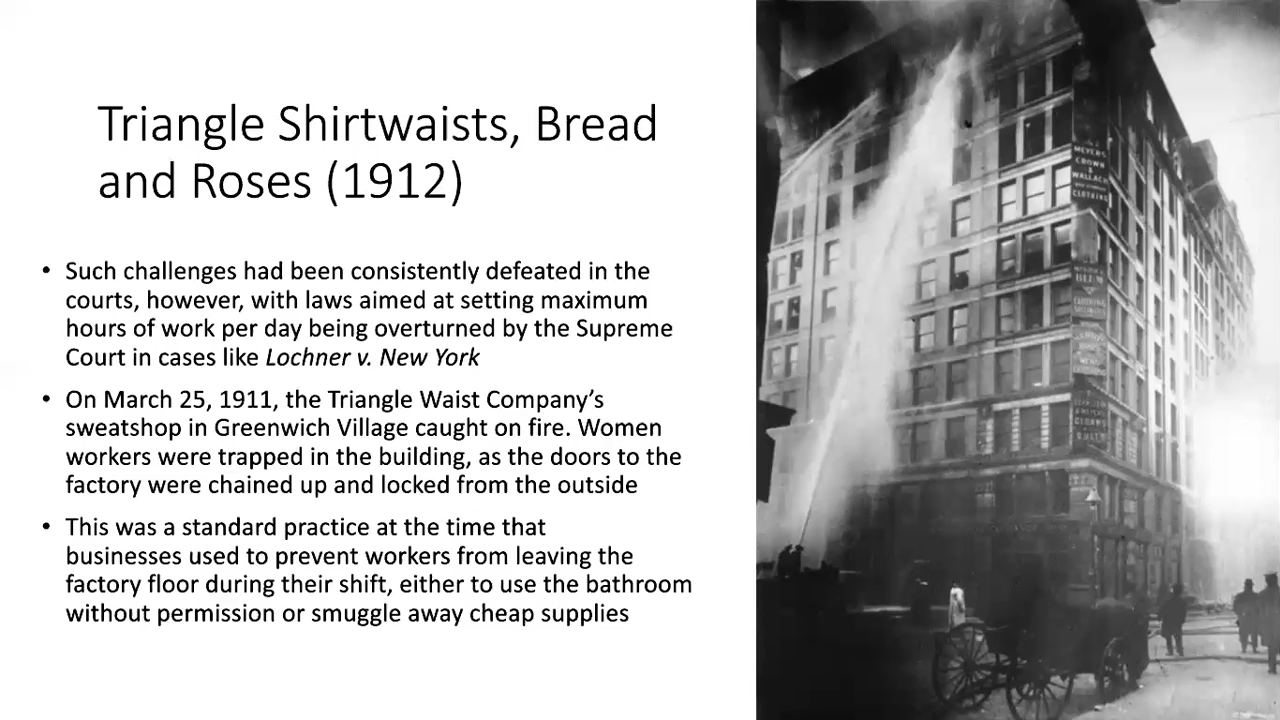 Triangle Shirtwaists, Bread
and Roses (1912)
• Such challenges had been consistently defeated in the
courts, however, with laws aimed at setting maximum
hours of work per day being overturned by the Supreme
Court in cases like Lochner v. New York
• On March 25, 1911, the Triangle Waist Company’s
sweatshop in Greenwich Village caught on fire. Women
workers were trapped in the building, as the doors to the
factory were chained up and locked from the outside
• This was a standard practice at the time that
businesses used to prevent workers from leaving the
factory floor during their shift, either to use the bathroom
without permission or smuggle away cheap supplies
MEYERS
CROWN
&
WALLACH
CLOTHING